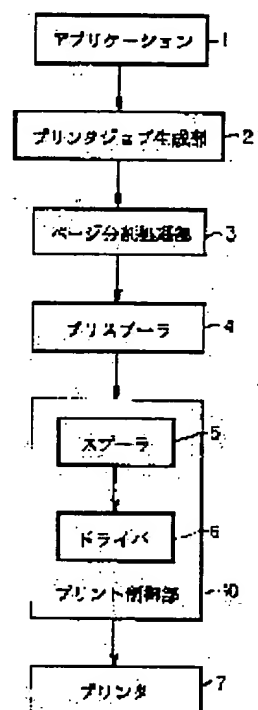 アプリケーション 1
プリンタジョブ生成部 2
ページ分割処理部 3
プリスプーラ 4
スプーラ 5
ドライバ 6
プリント制御部 10
プリンタ 7